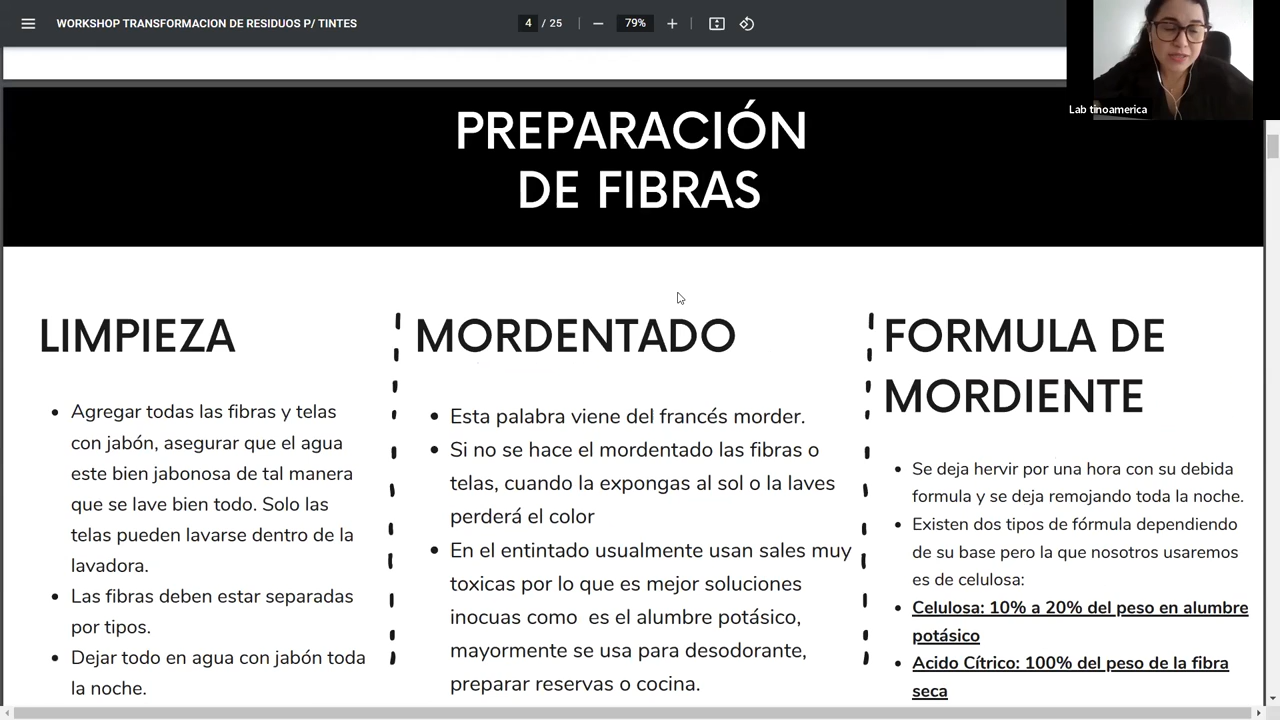 WORKSHOP TRANSFORMACION DE RESIDUOS P/ TINTES
4 / 25
79%
Lab tinoamerica
PREPARACIÓN
DE FIBRAS
LIMPIEZA
Agregar todas las fibras y telas
con jabón, asegurar que el agua
este bien jabonosa de tal manera
que se lave bien todo. Solo las
telas pueden lavarse dentro de la
lavadora.
Las fibras deben estar separadas
por tipos.
Dejar todo en agua con jabón toda
la noche.
MORDENTADO
Esta palabra viene del francés morder.
Si no se hace el mordentado las fibras o
telas, cuando la expongas al sol o la laves
perderá el color
En el entintado usualmente usan sales muy
toxicas por lo que es mejor soluciones
inocuas como es el alumbre potásico,
mayormente se usa para desodorante,
preparar reservas o cocina.
FORMULA DE
MORDIENTE
Se deja hervir por una hora con su debida
formula y se deja remojando toda la noche.
Existen dos tipos de fórmula dependiendo
de su base pero la que nosotros usaremos
es de celulosa:
Celulosa: 10% a 20% del peso en alumbre
potásico
Acido Cítrico: 100% del peso de la fibra
seca